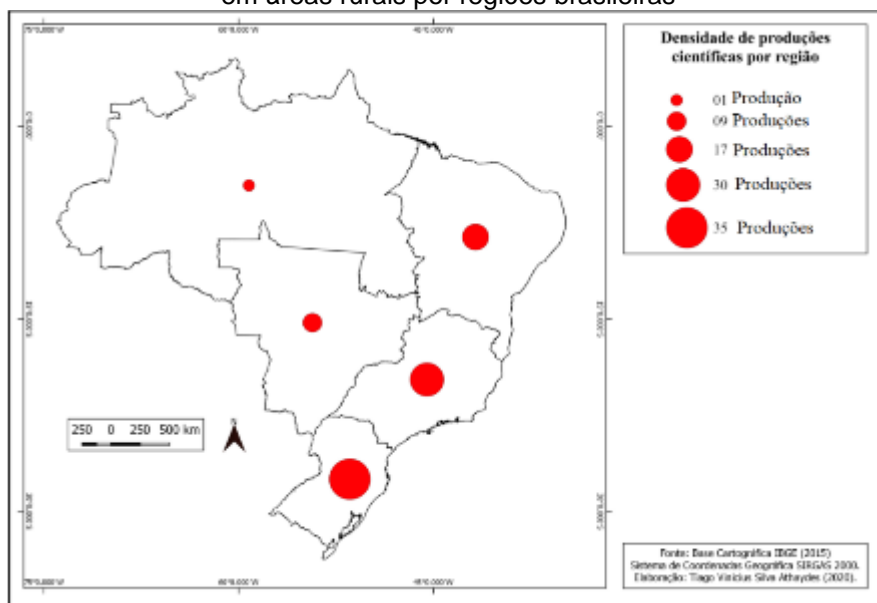 em áreas rurais por regiões brasileiras
Densidade de produções
científicas por região
01 Produção
09 Produções
17 Produções
30 Produções
35 Produções
250 0 250 500 km
N
Fonte: Base Cartográfica IBGE (2015)
Sistema de Coordenadas Geográfica SIRGAS 2000.
Elaboração: Tiago Vinicius Silva Athaydes (2020).